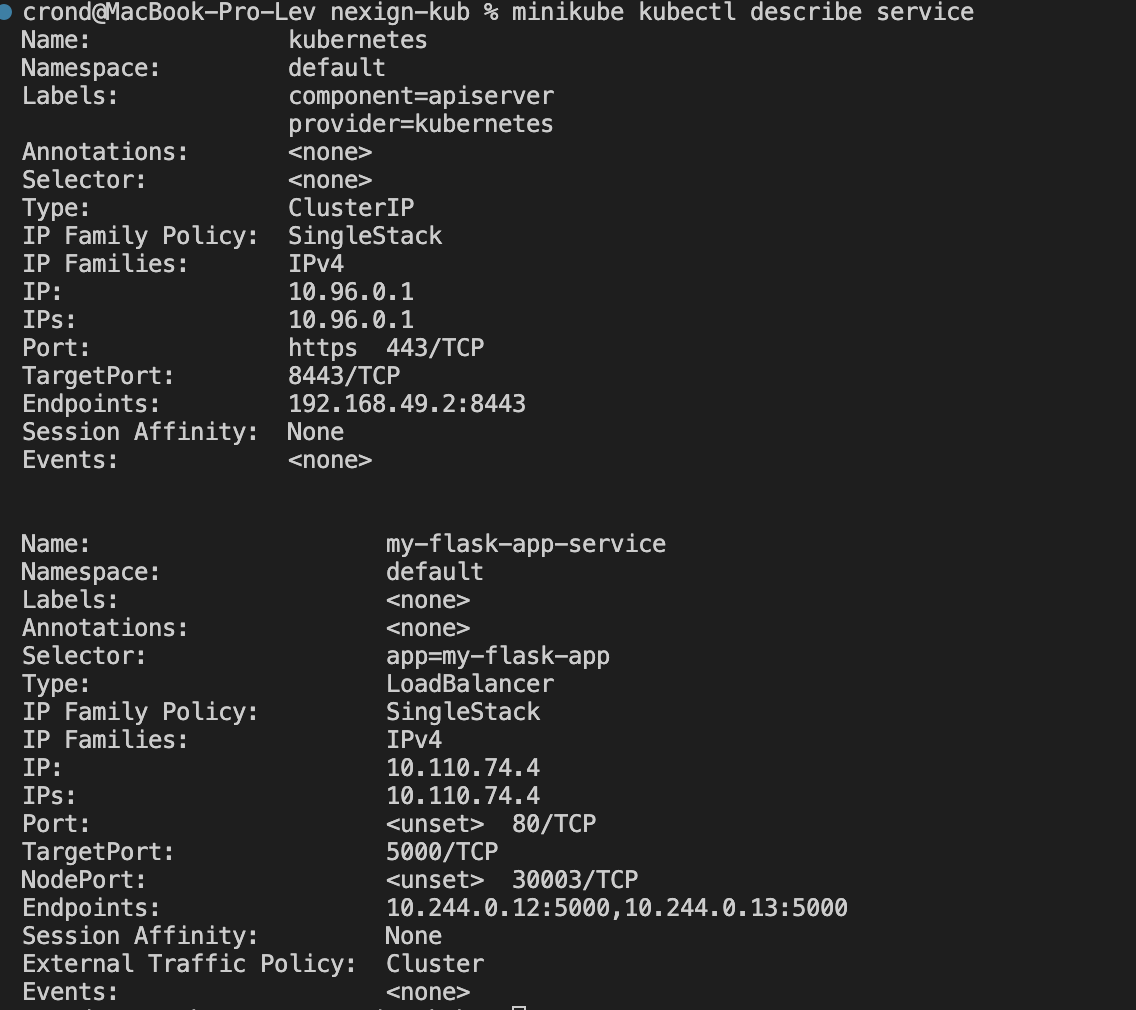 crond@MacBook-Pro-Lev nexign-kub % minikube kubectl describe service
Name:              kubernetes
Namespace:         default
Labels:            component=apiserver
                   provider=kubernetes
Annotations:       <none>
Selector:          <none>
Type:              ClusterIP
IP Family Policy:  SingleStack
IP Families:       IPv4
IP:                10.96.0.1
IPs:               10.96.0.1
Port:              https  443/TCP
TargetPort:        8443/TCP
Endpoints:         192.168.49.2:8443
Session Affinity:  None
Events:            <none>
Name:                     my-flask-app-service
Namespace:                default
Labels:                   <none>
Annotations:              <none>
Selector:                 app=my-flask-app
Type:                     LoadBalancer
IP Family Policy:         SingleStack
IP Families:              IPv4
IP:                       10.110.74.4
IPs:                      10.110.74.4
Port:                     <unset>  80/TCP
TargetPort:               5000/TCP
NodePort:                 <unset>  30003/TCP
Endpoints:                10.244.0.12:5000,10.244.0.13:5000
Session Affinity:         None
External Traffic Policy:  Cluster
Events:                   <none>